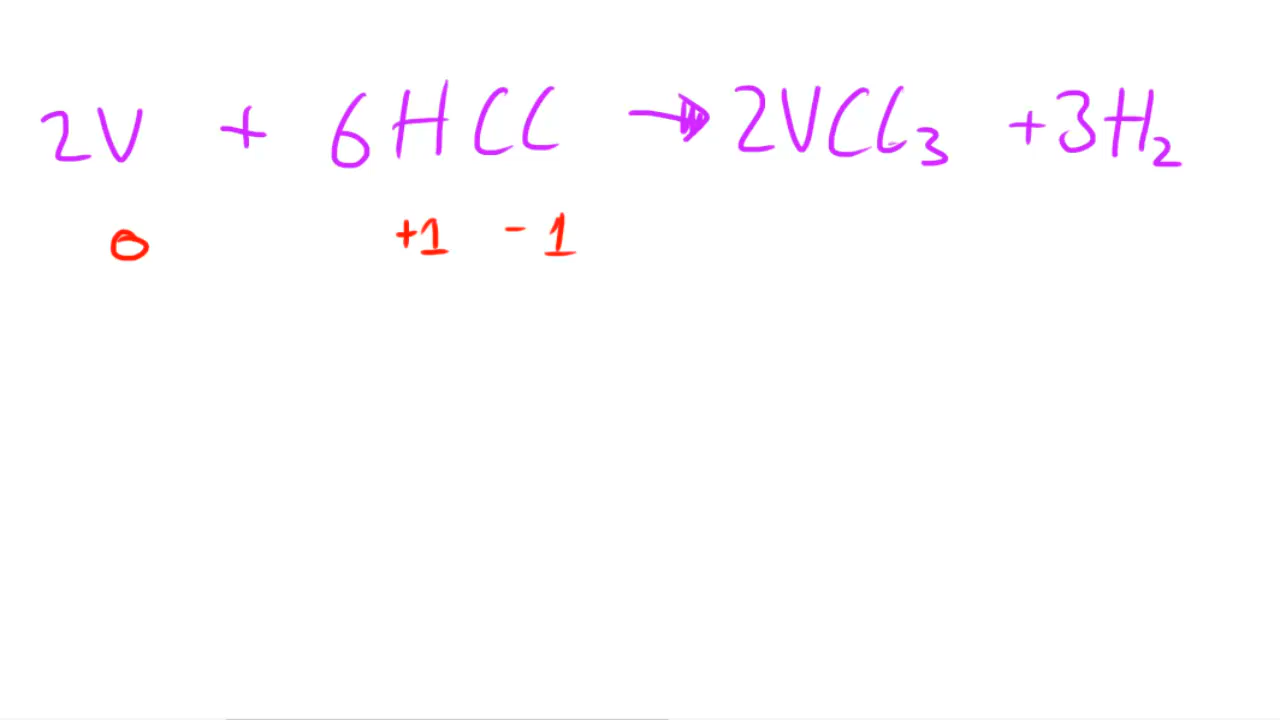 2V + 6HCl → 2VCl₃ + 3H₂
0 +1 -1